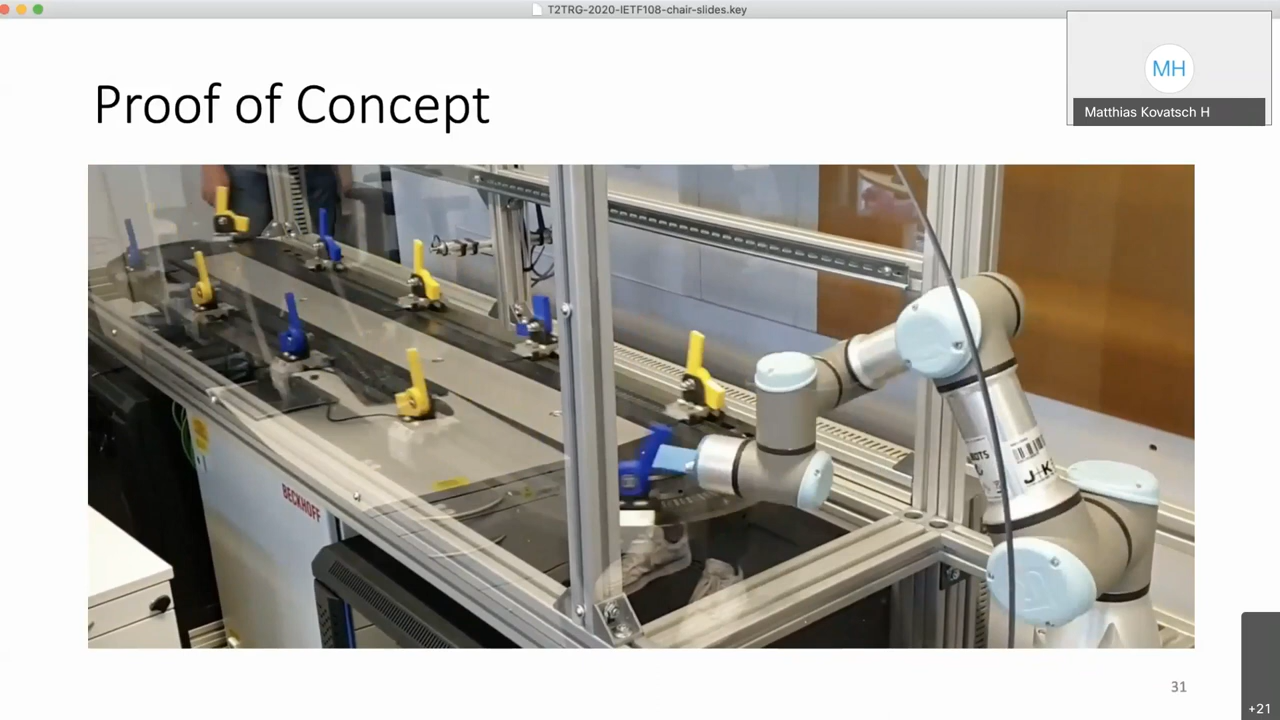 T2TRG-2020-IETF108-chair-slides.key
MH
Matthias Kovatsch H
Proof of Concept
BECKHOFF
31
+21